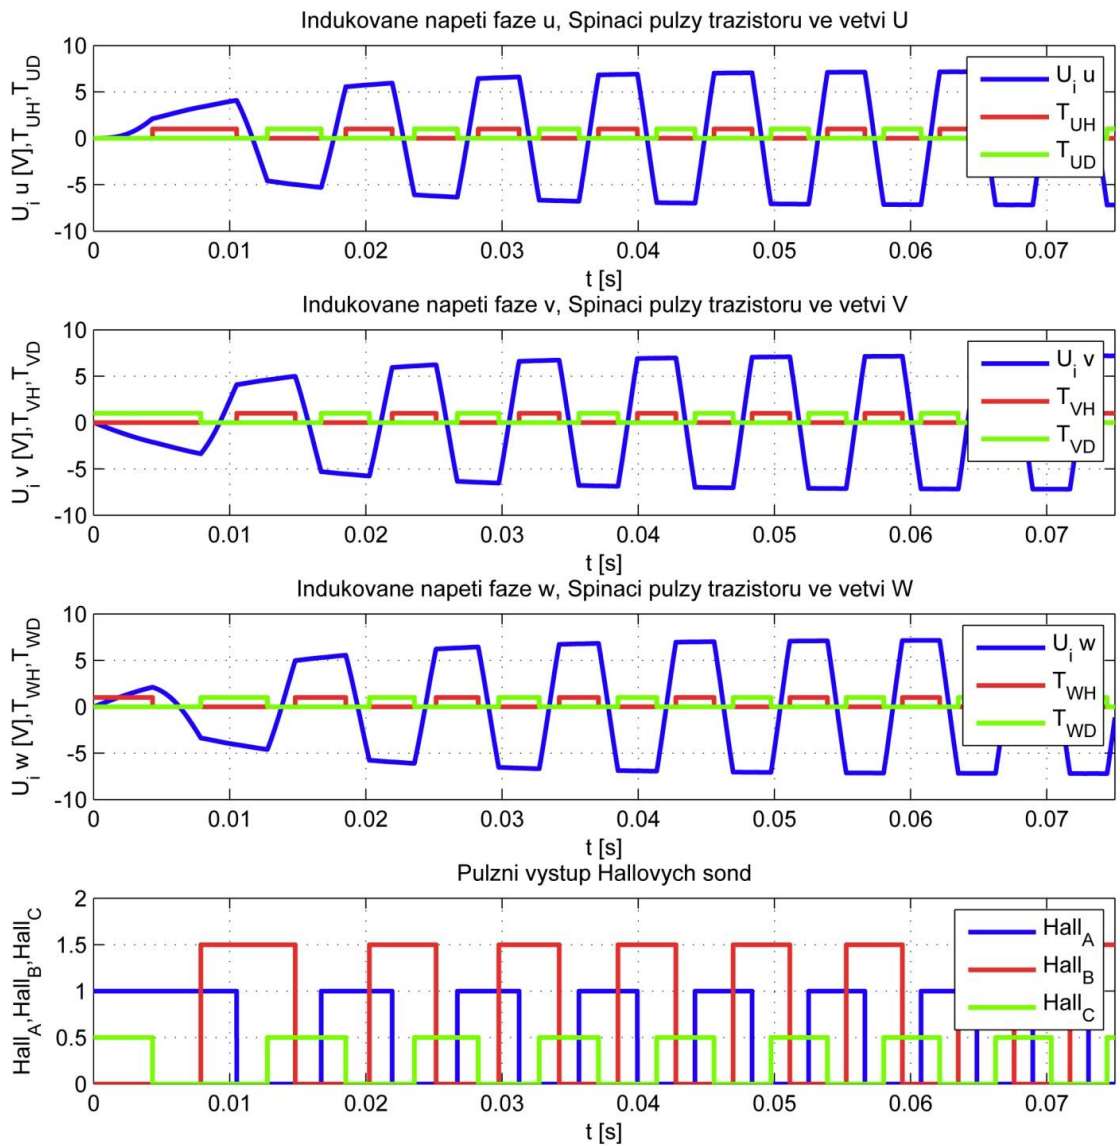 Indukovane napeti faze u, Spinaci pulzy trazistoru ve vetvi U
U_i u [V],T_UH,T_UD
10
5
0
-5
-10
U_i u
T_UH
T_UD
0 0.01 0.02 0.03 0.04 0.05 0.06 0.07
t [s]
Indukovane napeti faze v, Spinaci pulzy trazistoru ve vetvi V
U_i v [V],T_VH,T_VD
10
5
0
-5
-10
U_i v
T_VH
T_VD
0 0.01 0.02 0.03 0.04 0.05 0.06 0.07
t [s]
Indukovane napeti faze w, Spinaci pulzy trazistoru ve vetvi W
U_i w [V],T_WH,T_WD
10
5
0
-5
-10
U_i w
T_WH
T_WD
0 0.01 0.02 0.03 0.04 0.05 0.06 0.07
t [s]
Pulzni vystup Hallovych sond
Hall_A,Hall_B,Hall_C
2
1.5
1
0.5
0
Hall_A
Hall_B
Hall_C
0 0.01 0.02 0.03 0.04 0.05 0.06 0.07
t [s]